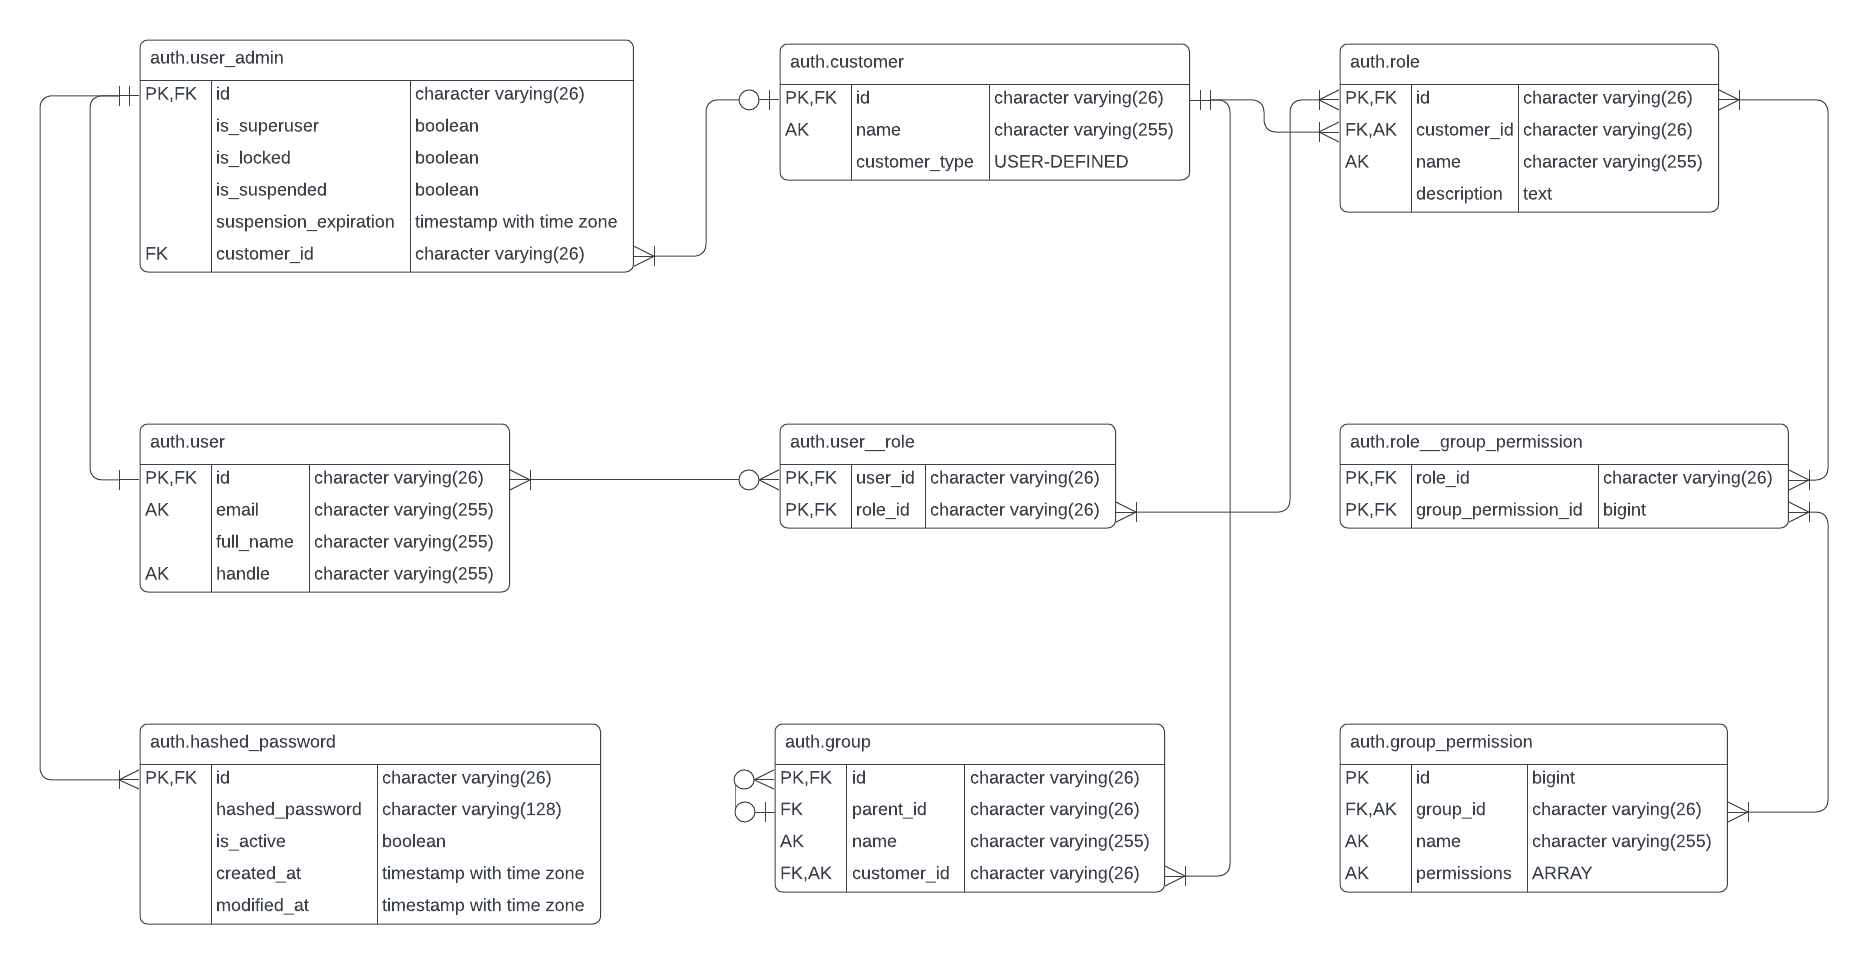 auth.user_admin
PK,FK id character varying(26)
is_superuser boolean
is_locked boolean
is_suspended boolean
suspension_expiration timestamp with time zone
FK customer_id character varying(26)
auth.customer
PK,FK id character varying(26)
AK name character varying(255)
customer_type USER-DEFINED
auth.role
PK,FK id character varying(26)
FK,AK customer_id character varying(26)
AK name character varying(255)
description text
auth.user
PK,FK id character varying(26)
AK email character varying(255)
full_name character varying(255)
AK handle character varying(255)
auth.user__role
PK,FK user_id character varying(26)
PK,FK role_id character varying(26)
auth.role__group_permission
PK,FK role_id character varying(26)
PK,FK group_permission_id bigint
auth.hashed_password
PK,FK id character varying(26)
hashed_password character varying(128)
is_active boolean
created_at timestamp with time zone
modified_at timestamp with time zone
auth.group
PK,FK id character varying(26)
FK parent_id character varying(26)
AK name character varying(255)
FK,AK customer_id character varying(26)
auth.group_permission
PK id bigint
FK,AK group_id character varying(26)
AK name character varying(255)
AK permissions ARRAY